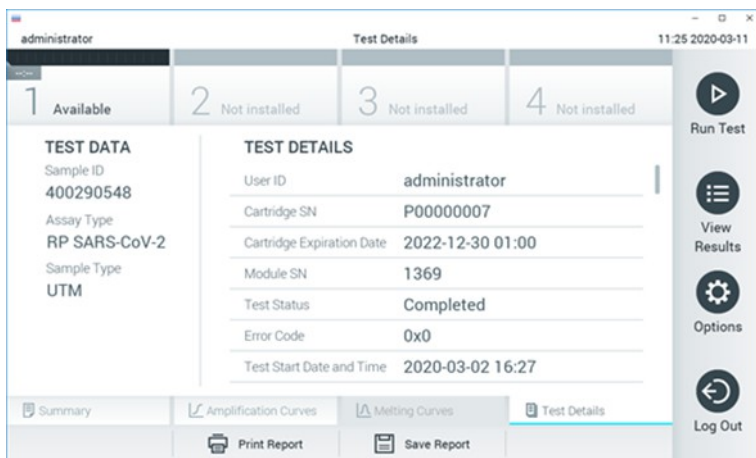 administrator Test Details 11:25 2020-03-11
1 Available 2 Not installed 3 Not installed 4 Not installed
Run Test
View Results
Options
Log Out
TEST DATA
Sample ID
400290548
Assay Type
RP SARS-CoV-2
Sample Type
UTM
TEST DETAILS
User ID administrator
Cartridge SN P00000007
Cartridge Expiration Date 2022-12-30 01:00
Module SN 1369
Test Status Completed
Error Code 0x0
Test Start Date and Time 2020-03-02 16:27
Summary Amplification Curves Melting Curves Test Details
Print Report Save Report